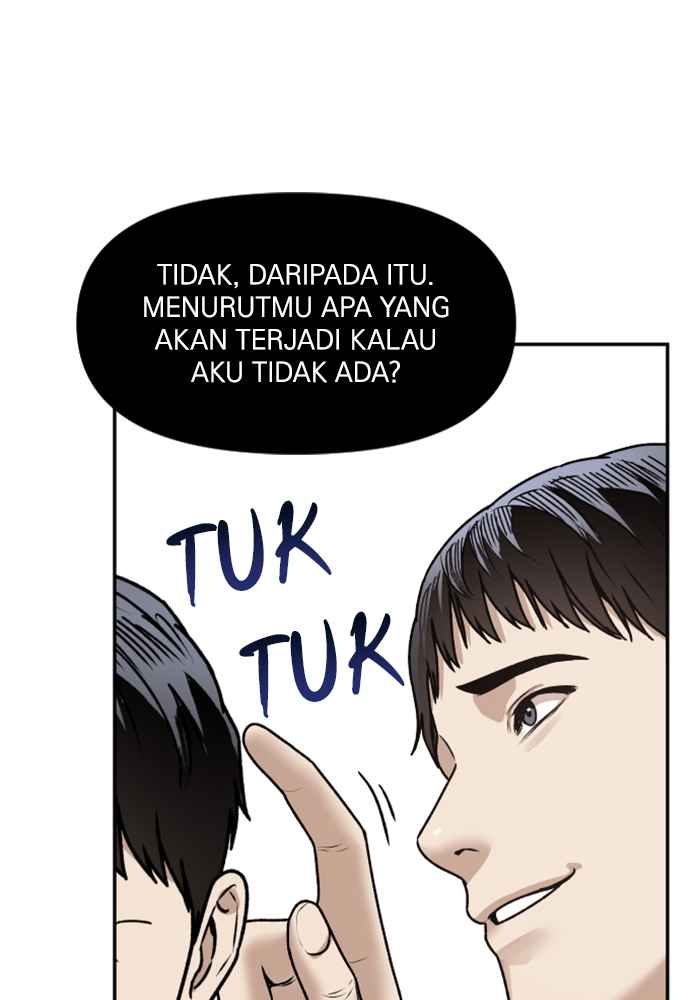 TIDAK, DARIPADA ITU.
MENURUTMU APA YANG
AKAN TERJADI KALAU
AKU TIDAK ADA?
TUK
TUK